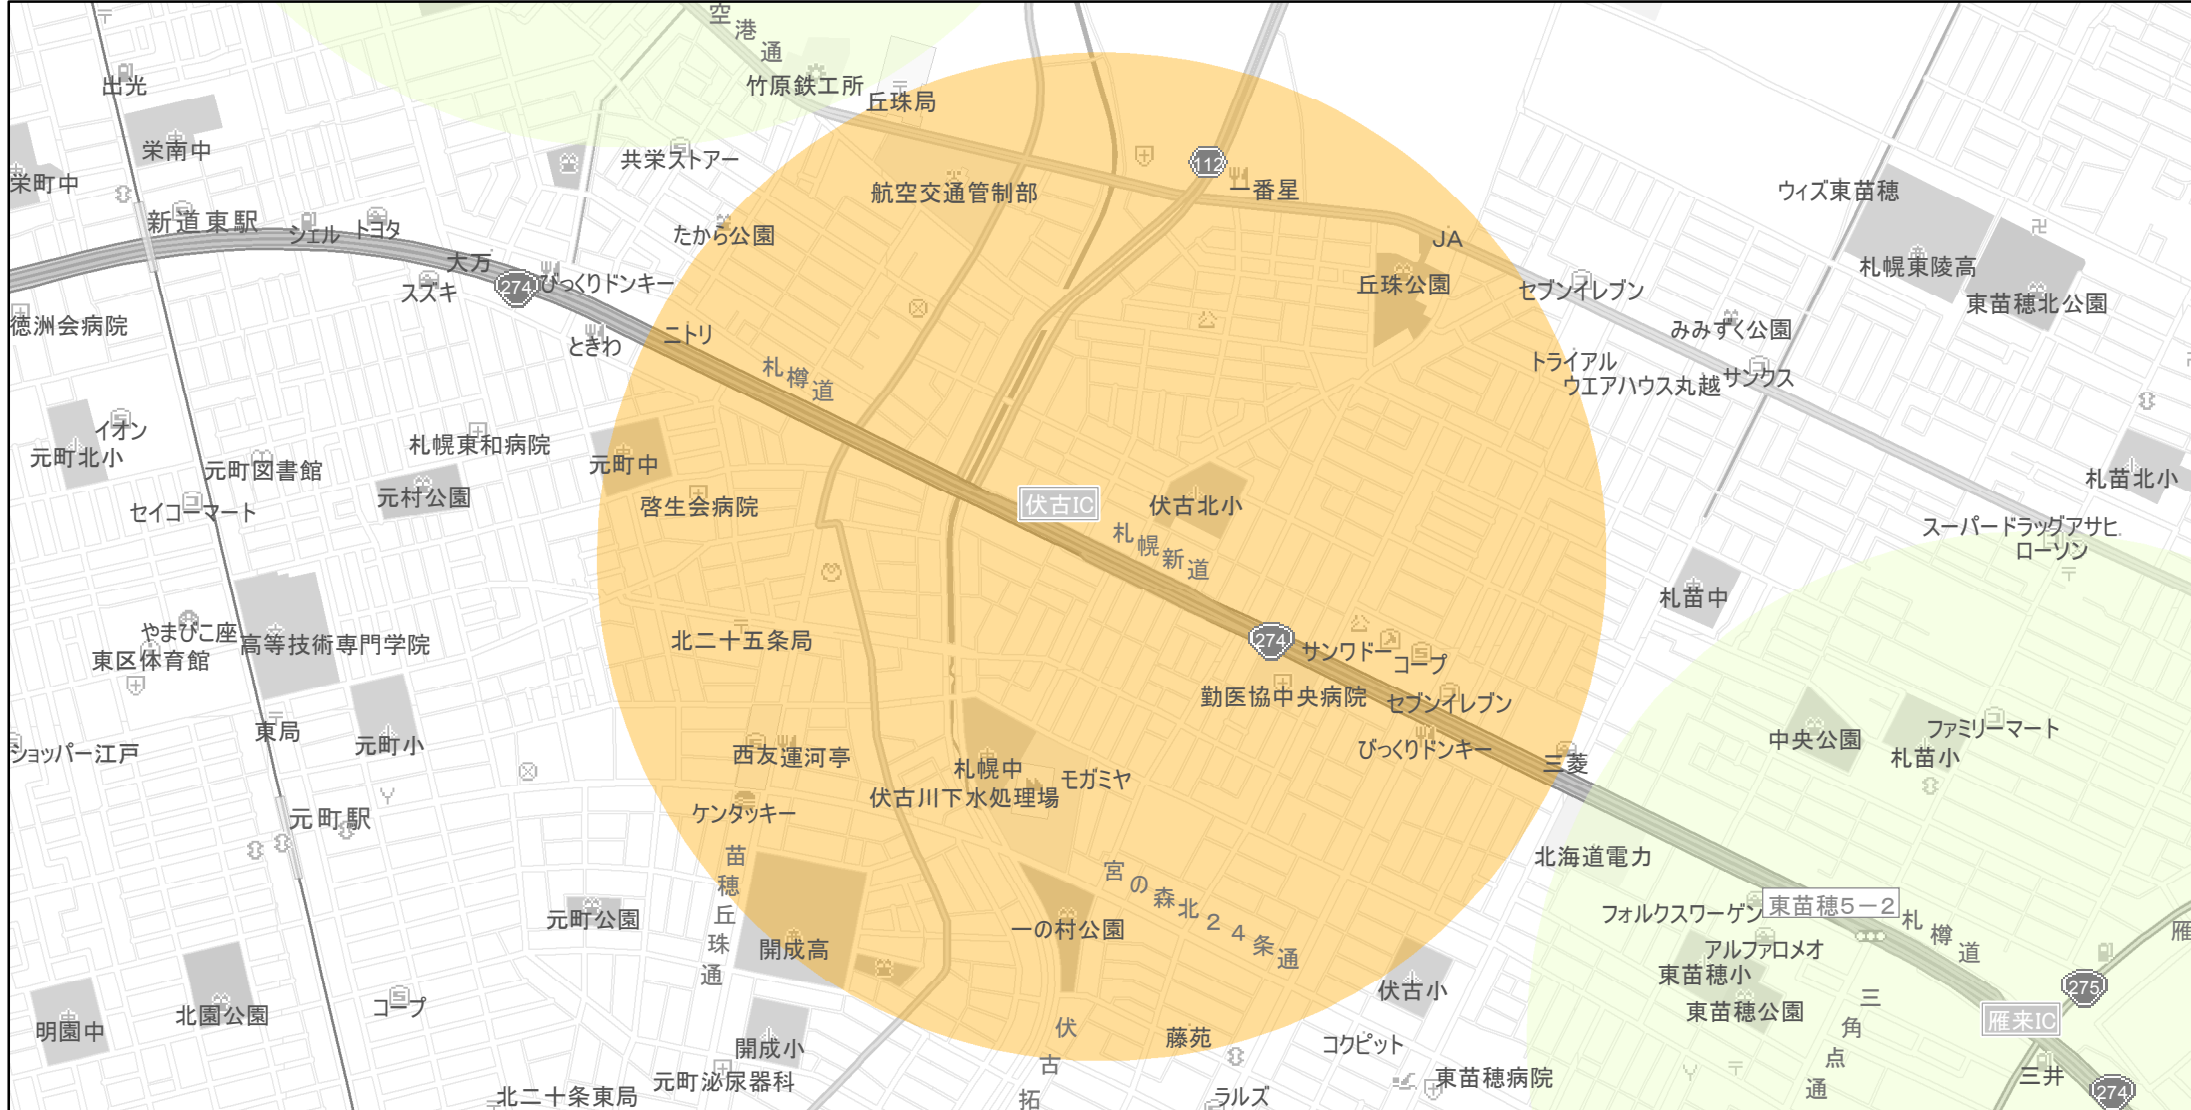 空港通
出光
竹原鉄工所
丘珠局
栄南中
共栄ストアー
112
栄町中
航空交通管制部
一番星
ウィズ東苗穂
新道東駅
シェル
トヨタ
たから公園
JA
大万
札幌東陵高
スズキ
274
びっくりドンキー
丘珠公園
セブンイレブン
東苗穂北公園
徳洲会病院
ときわ
ニトリ
みみずく公園
札樽道
トライアル
ウエアハウス丸越
サンクス
イオン
元町北小
元町図書館
札幌東和病院
元町中
元村公園
セイコーマート
啓生会病院
伏古IC
伏古北小
札苗北小
札幌新道
スーパードラッグアサヒ
ローソン
札苗中
やまびこ座
高等技術専門学院
東区体育館
北二十五条局
274
サンワドー
コープ
勤医協中央病院
セブンイレブン
東局
元町小
ショッパー江戸
西友
運河亭
札幌中
モガミヤ
びっくりドンキー
三菱
中央公園
ファミリーマート
札苗小
伏古川下水処理場
ケンタッキー
元町駅
苗穂丘珠通
北海道電力
宮の森北24条通
元町公園
開成高
一の村公園
フォルクスワーゲン
東苗穂5-2
札樽道
雁
アルファロメオ
東苗穂小
伏古小
275
東苗穂公園
三角点通
雁来IC
北園公園
コープ
明園中
開成小
伏古拓
藤苑
コクピット
元町泌尿器科
東苗穂病院
三井
北二十条東局
ラルズ
274